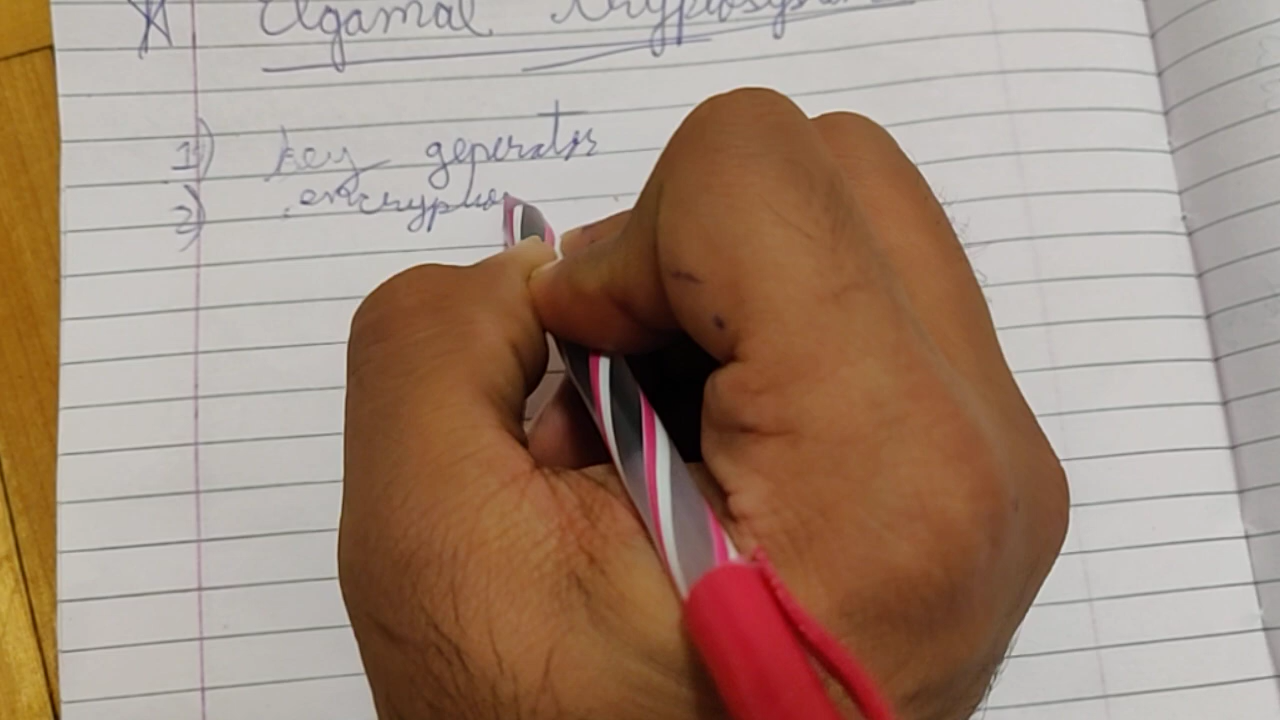 Elgamal Cryptosystem
1) key generator
2) encryption